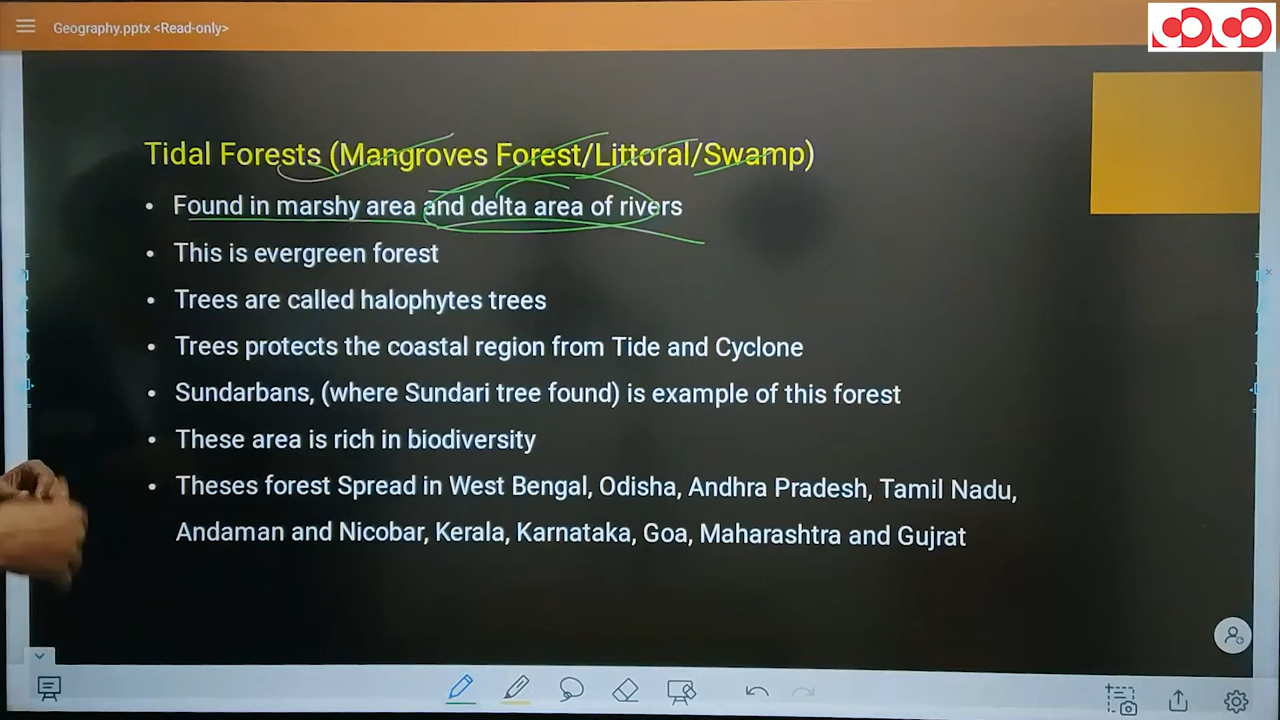 Geography.pptx <Read-only>
Tidal Forests (Mangroves Forest/Littoral/Swamp)
• Found in marshy area and delta area of rivers
• This is evergreen forest
• Trees are called halophytes trees
• Trees protects the coastal region from Tide and Cyclone
• Sundarbans, (where Sundari tree found) is example of this forest
• These area is rich in biodiversity
• Theses forest Spread in West Bengal, Odisha, Andhra Pradesh, Tamil Nadu,
Andaman and Nicobar, Kerala, Karnataka, Goa, Maharashtra and Gujrat